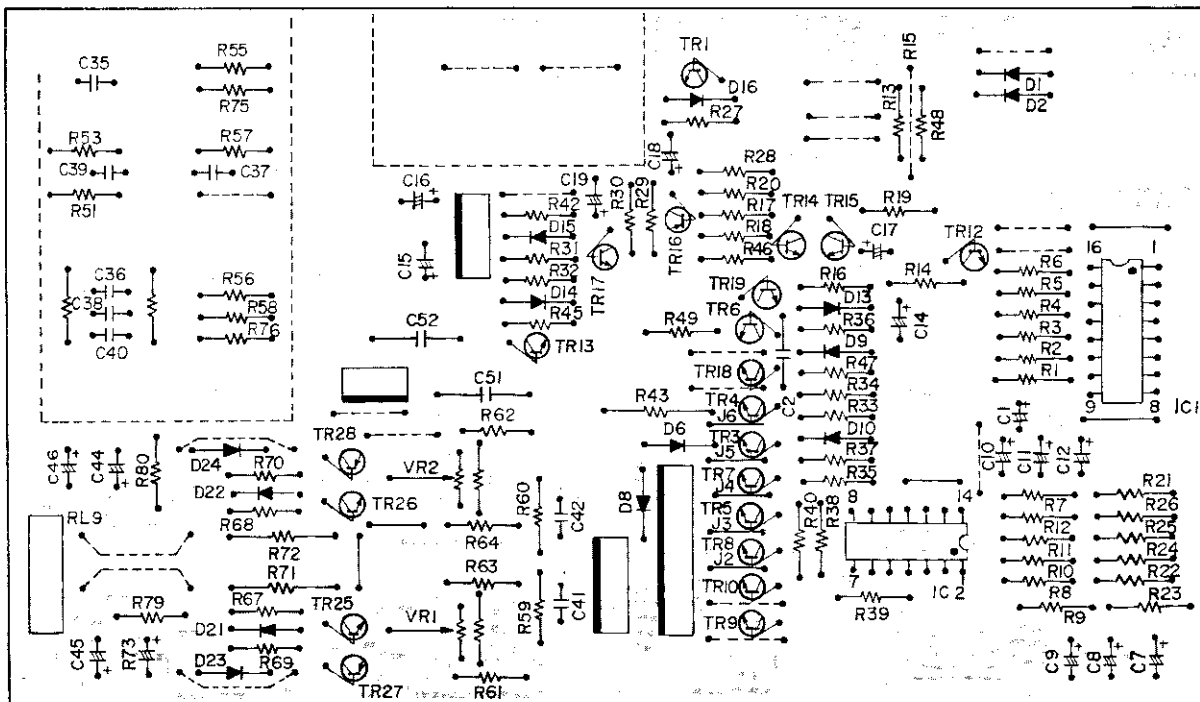 C35
R55
R75
R53
R57
C39
C37
R51
C36
C38
C40
R56
R58
R76
C16
C15
C52
C51
R62
R42
D15
R31
R32
D14
R45
TR13
C19
R30
R29
TR17
TR1
D16
R27
C18
R28
R20
R17
R18
R46
TR16
TR14
TR15
R13
R15
R48
D1
D2
R19
C17
TR12
R14
C14
TR19
TR6
R49
TR18
R16
D13
R36
D9
R47
R34
R33
D10
R37
R35
C2
R43
D6
TR4
J6
TR3
J5
TR7
J4
TR5
J3
TR8
J2
TR10
TR9
D8
R40
R38
R6
R5
R4
R3
R2
R1
16
1
9
8
IC1
C1
C10
C11
C12
8
14
7
IC2
R39
R7
R12
R11
R10
R8
R9
R21
R26
R25
R24
R22
R23
C9
C8
C7
C46
C44
R80
D24
R70
D22
R68
R72
R71
R67
D21
R69
D23
RL9
R79
C45
R73
TR28
TR26
TR25
TR27
VR2
VR1
R64
R63
R61
R60
C42
R59
C41